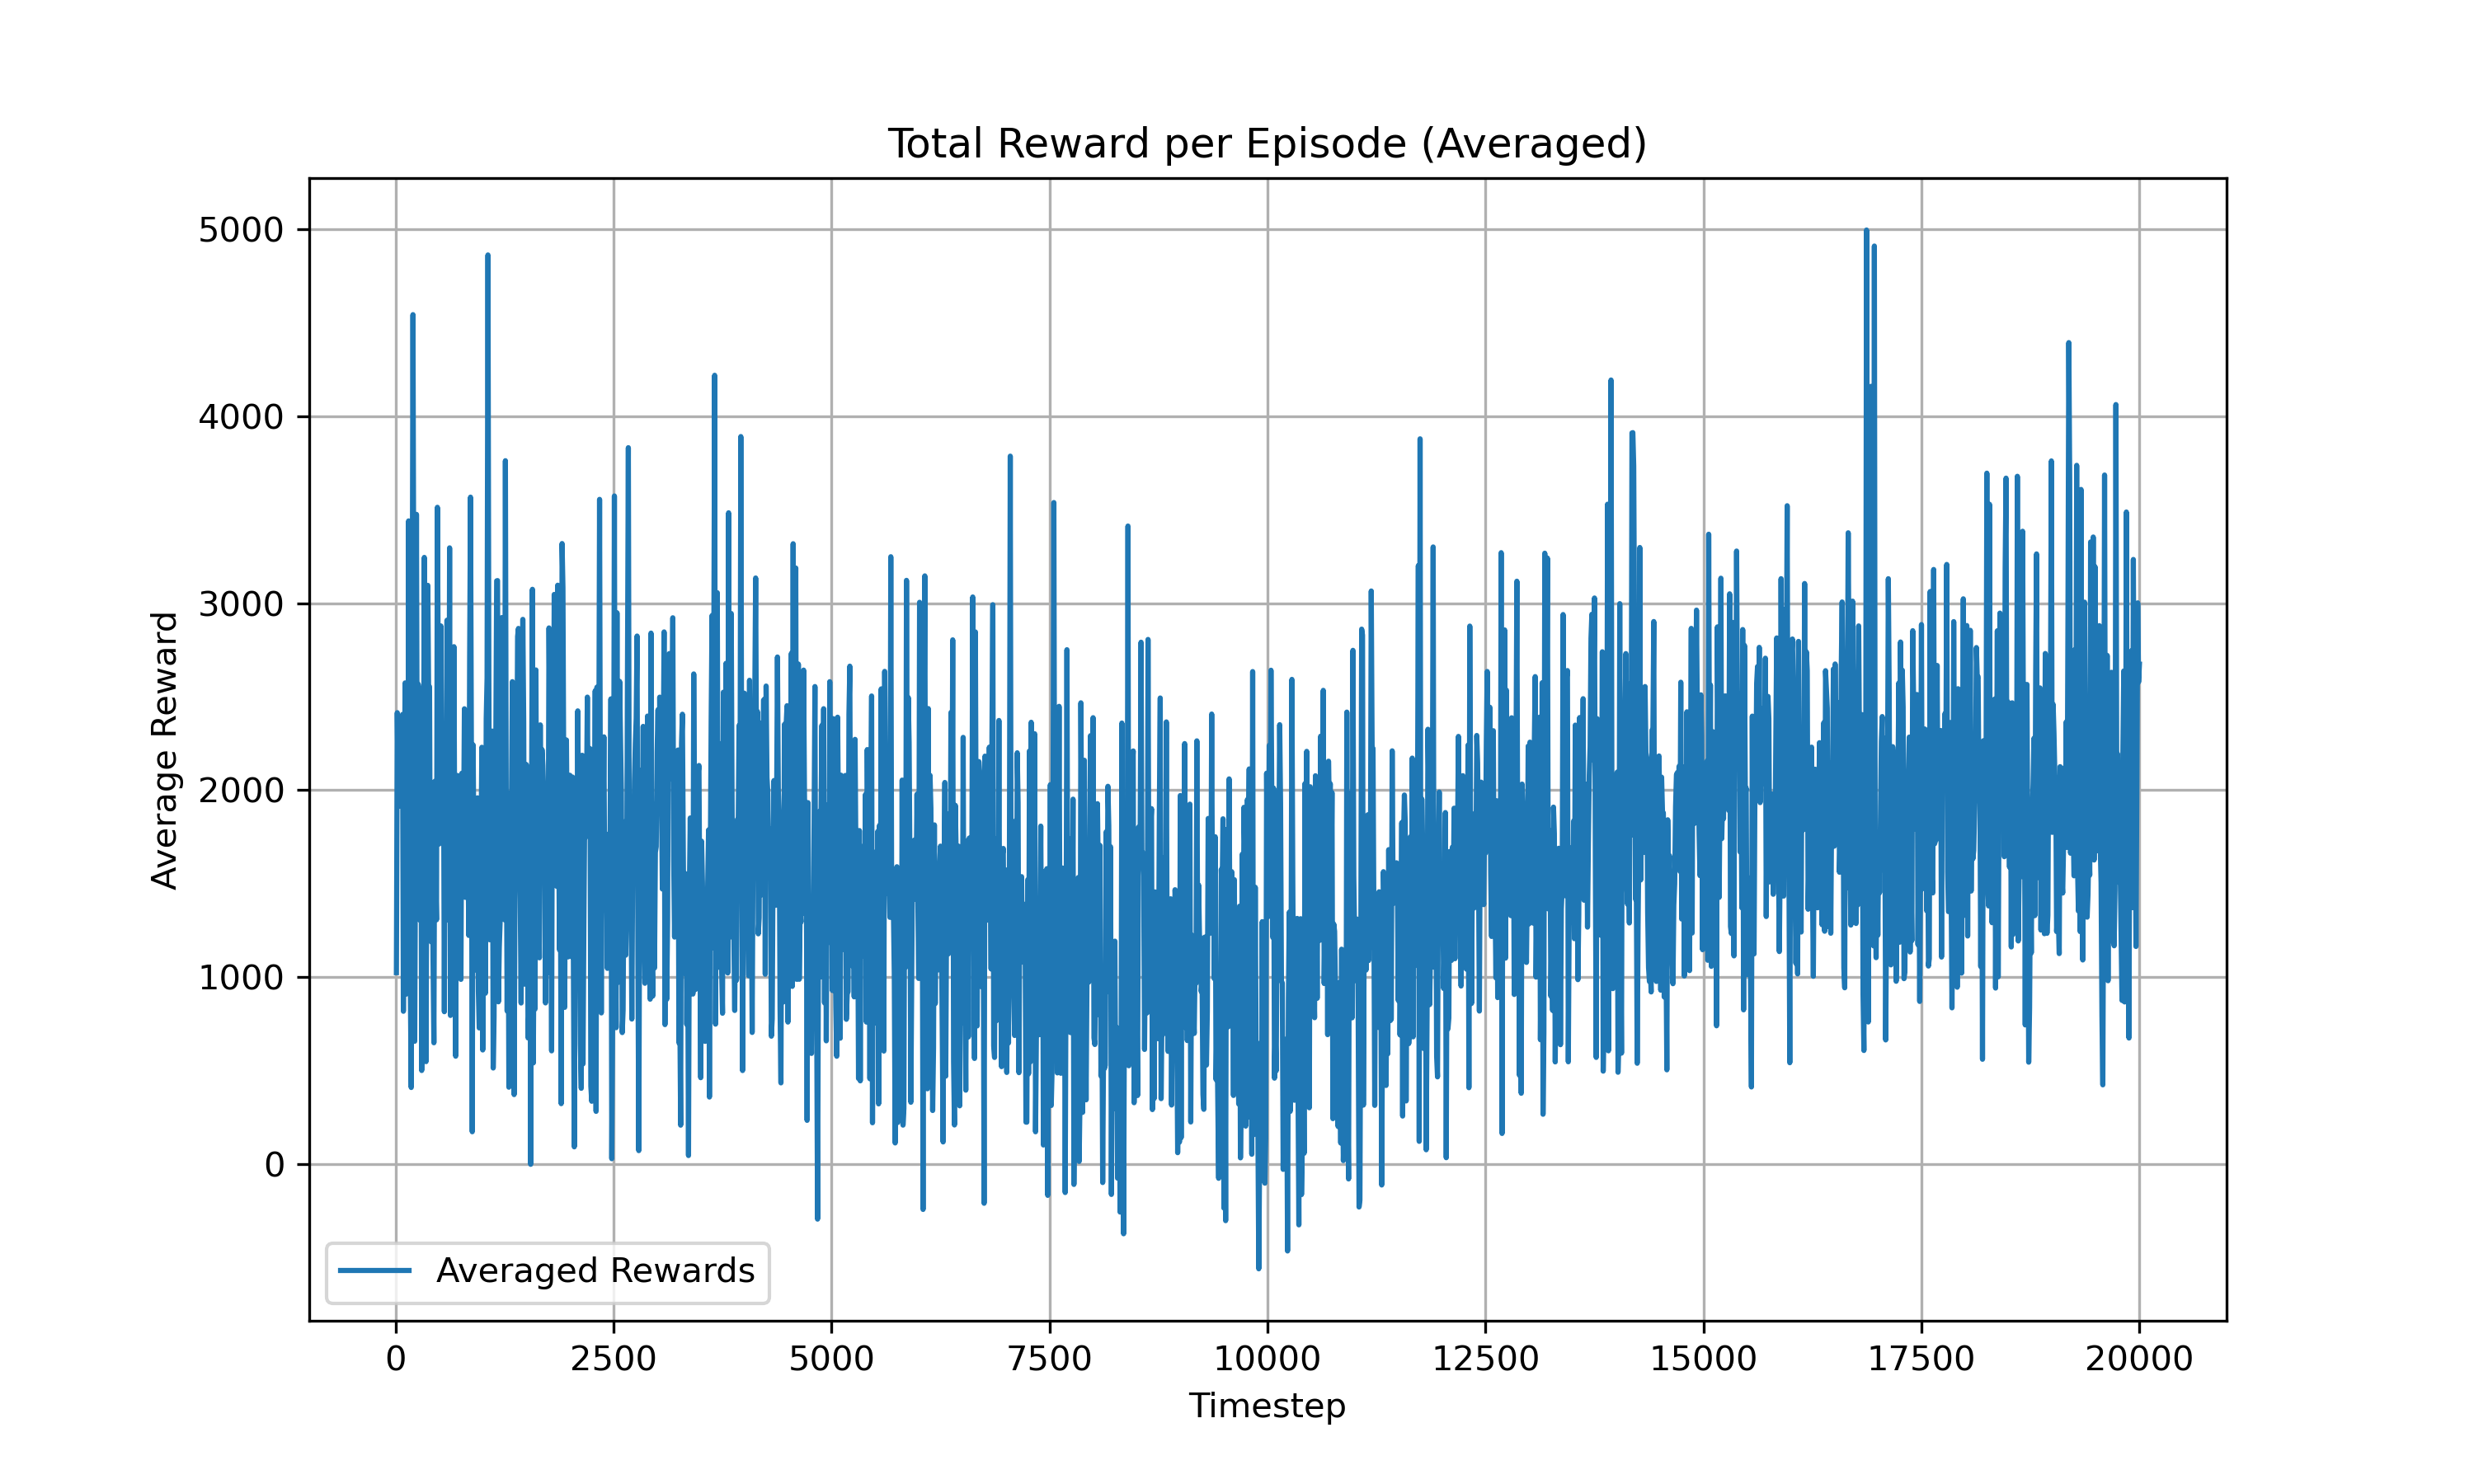 Total Reward per Episode (Averaged)
Average Reward
5000
4000
3000
2000
1000
0
Averaged Rewards
0 2500 5000 7500 10000 12500 15000 17500 20000
Timestep